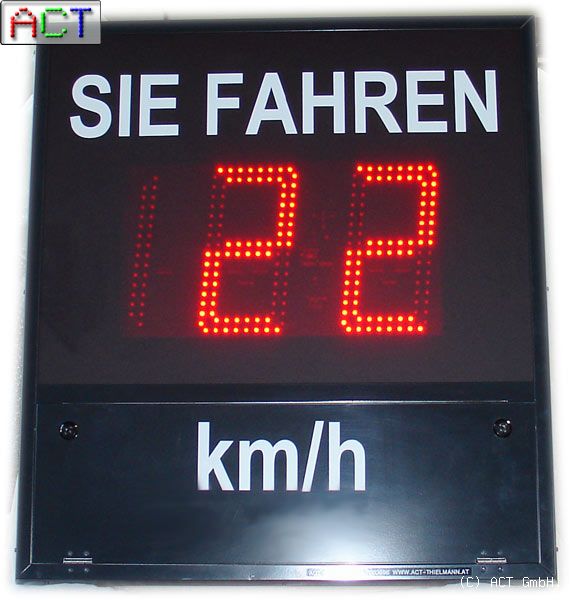 ACT
SIE FAHREN
22
km/h
WWW.ACT-THIELMANN.AT
(C) ACT GmbH